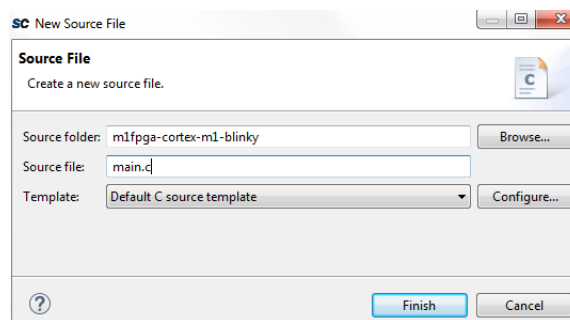 SC New Source File
Source File
Create a new source file.
c
Source folder: m1fpga-cortex-m1-blinky Browse...
Source file: main.c
Template: Default C source template Configure...
? Finish Cancel